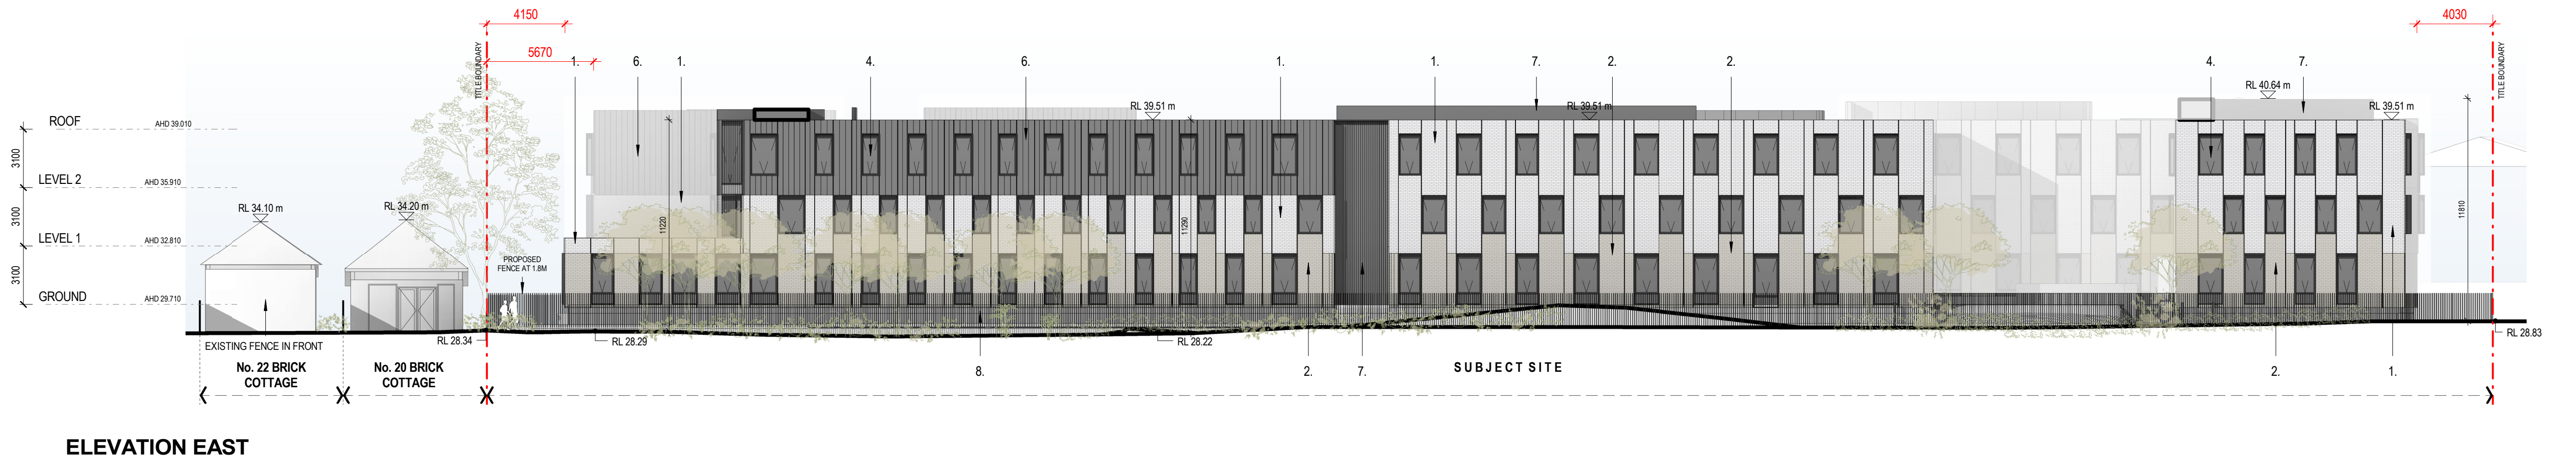 4150
4030
5670
TITLE BOUNDARY
TITLE BOUNDARY
1.
6.
1.
4.
6.
1.
1.
7.
2.
2.
4.
7.
RL 40.64 m
RL 39.51 m
RL 39.51 m
RL 39.51 m
ROOF
AHD 39.010
3100
LEVEL 2
AHD 35.910
3100
LEVEL 1
AHD 32.810
3100
GROUND
AHD 29.710
RL 34.10 m
RL 34.20 m
11220
11290
11810
PROPOSED
FENCE AT 1.8M
EXISTING FENCE IN FRONT
RL 28.34
RL 28.29
RL 28.22
RL 28.83
No. 22 BRICK
COTTAGE
No. 20 BRICK
COTTAGE
8.
2.
7.
SUBJECT SITE
2.
1.
ELEVATION EAST